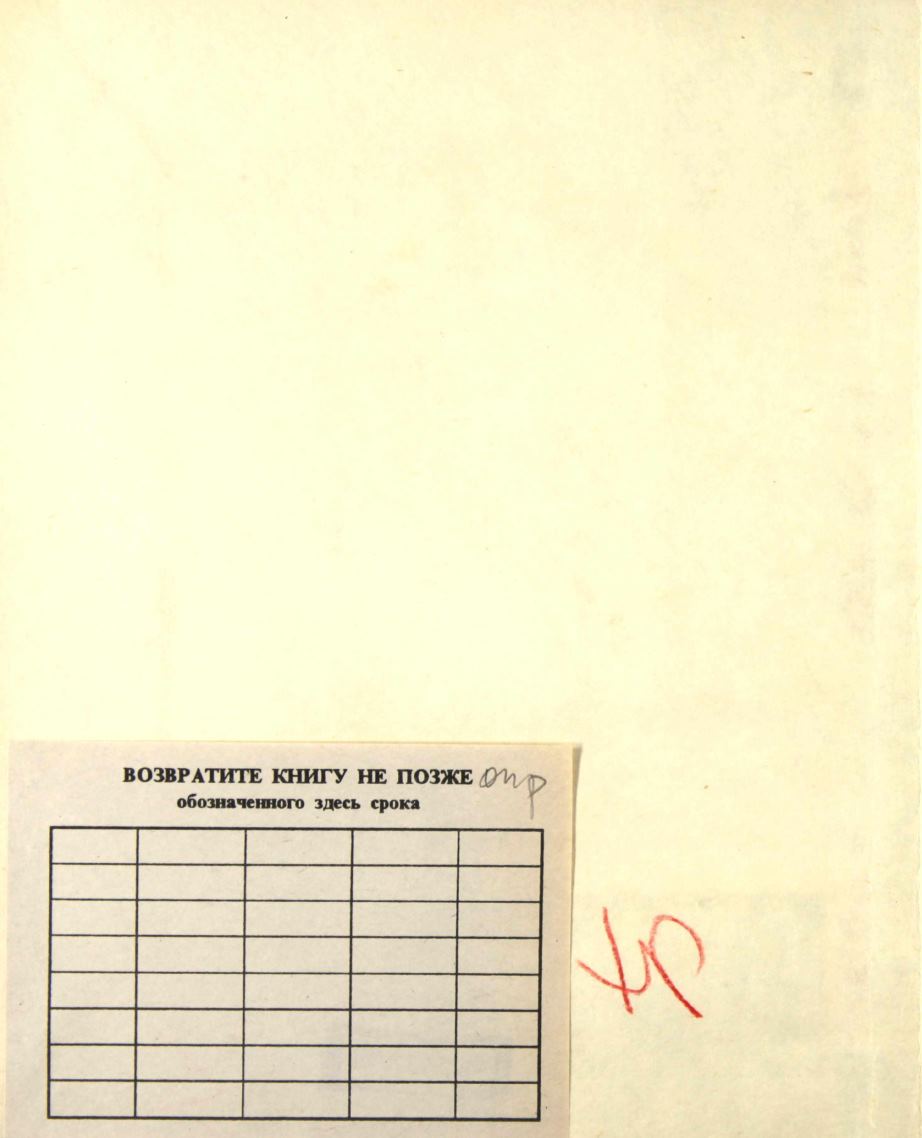 ВОЗВРАТИТЕ КНИГУ НЕ ПОЗЖЕ
обозначенного здесь срока